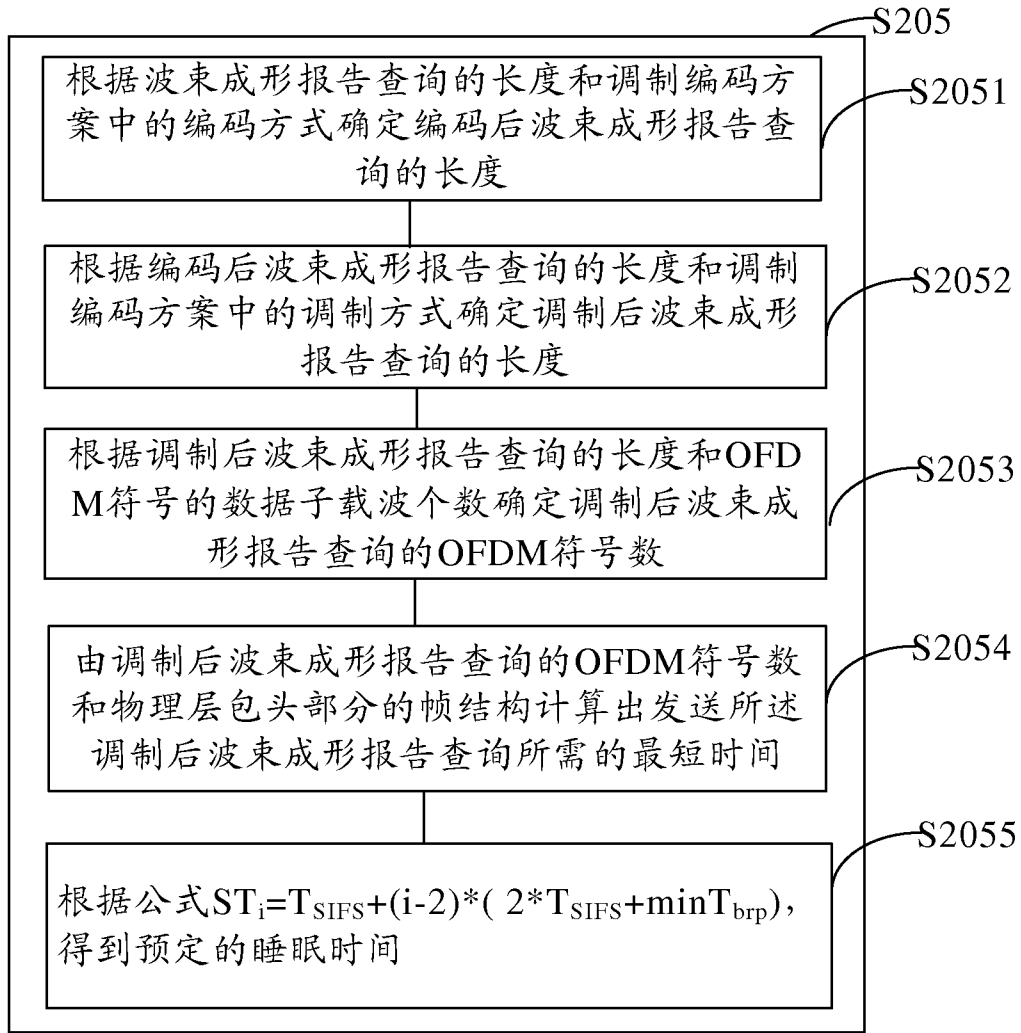 S205
根据波束成形报告查询的长度和调制编码方
案中的编码方式确定编码后波束成形报告查
询的长度
S2051
根据编码后波束成形报告查询的长度和调制
编码方案中的调制方式确定调制后波束成形
报告查询的长度
S2052
根据调制后波束成形报告查询的长度和OFD
M符号的数据子载波个数确定调制后波束成
形报告查询的OFDM符号数
S2053
由调制后波束成形报告查询的OFDM符号数
和物理层包头部分的帧结构计算出发送所述
调制后波束成形报告查询所需的最短时间
S2054
根据公式STi=TSIFS+(i-2)*( 2*TSIFS+minTbrp),
得到预定的睡眠时间
S2055